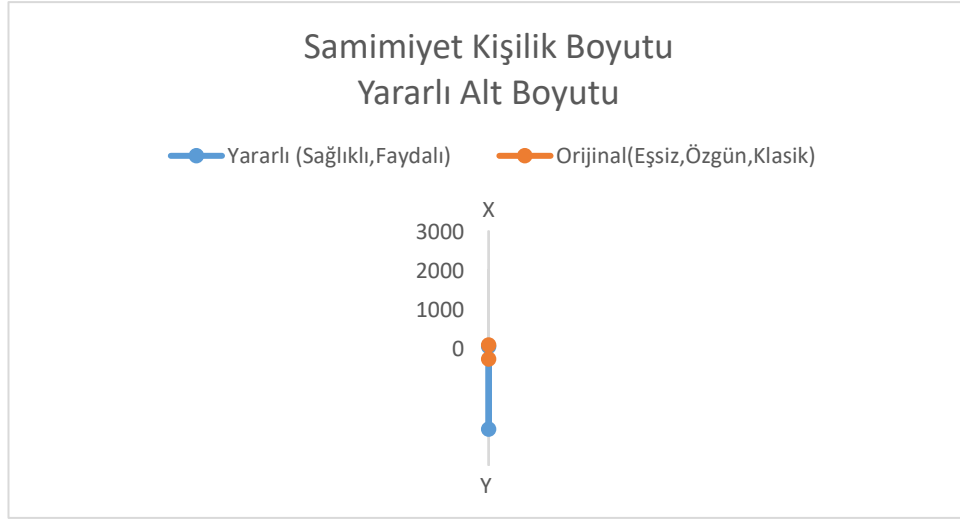 Samimiyet Kişilik Boyutu
Yararlı Alt Boyutu
Yararlı (Sağlıklı,Faydalı) Orijinal(Eşsiz,Özgün,Klasik)
X
3000
2000
1000
0
Y